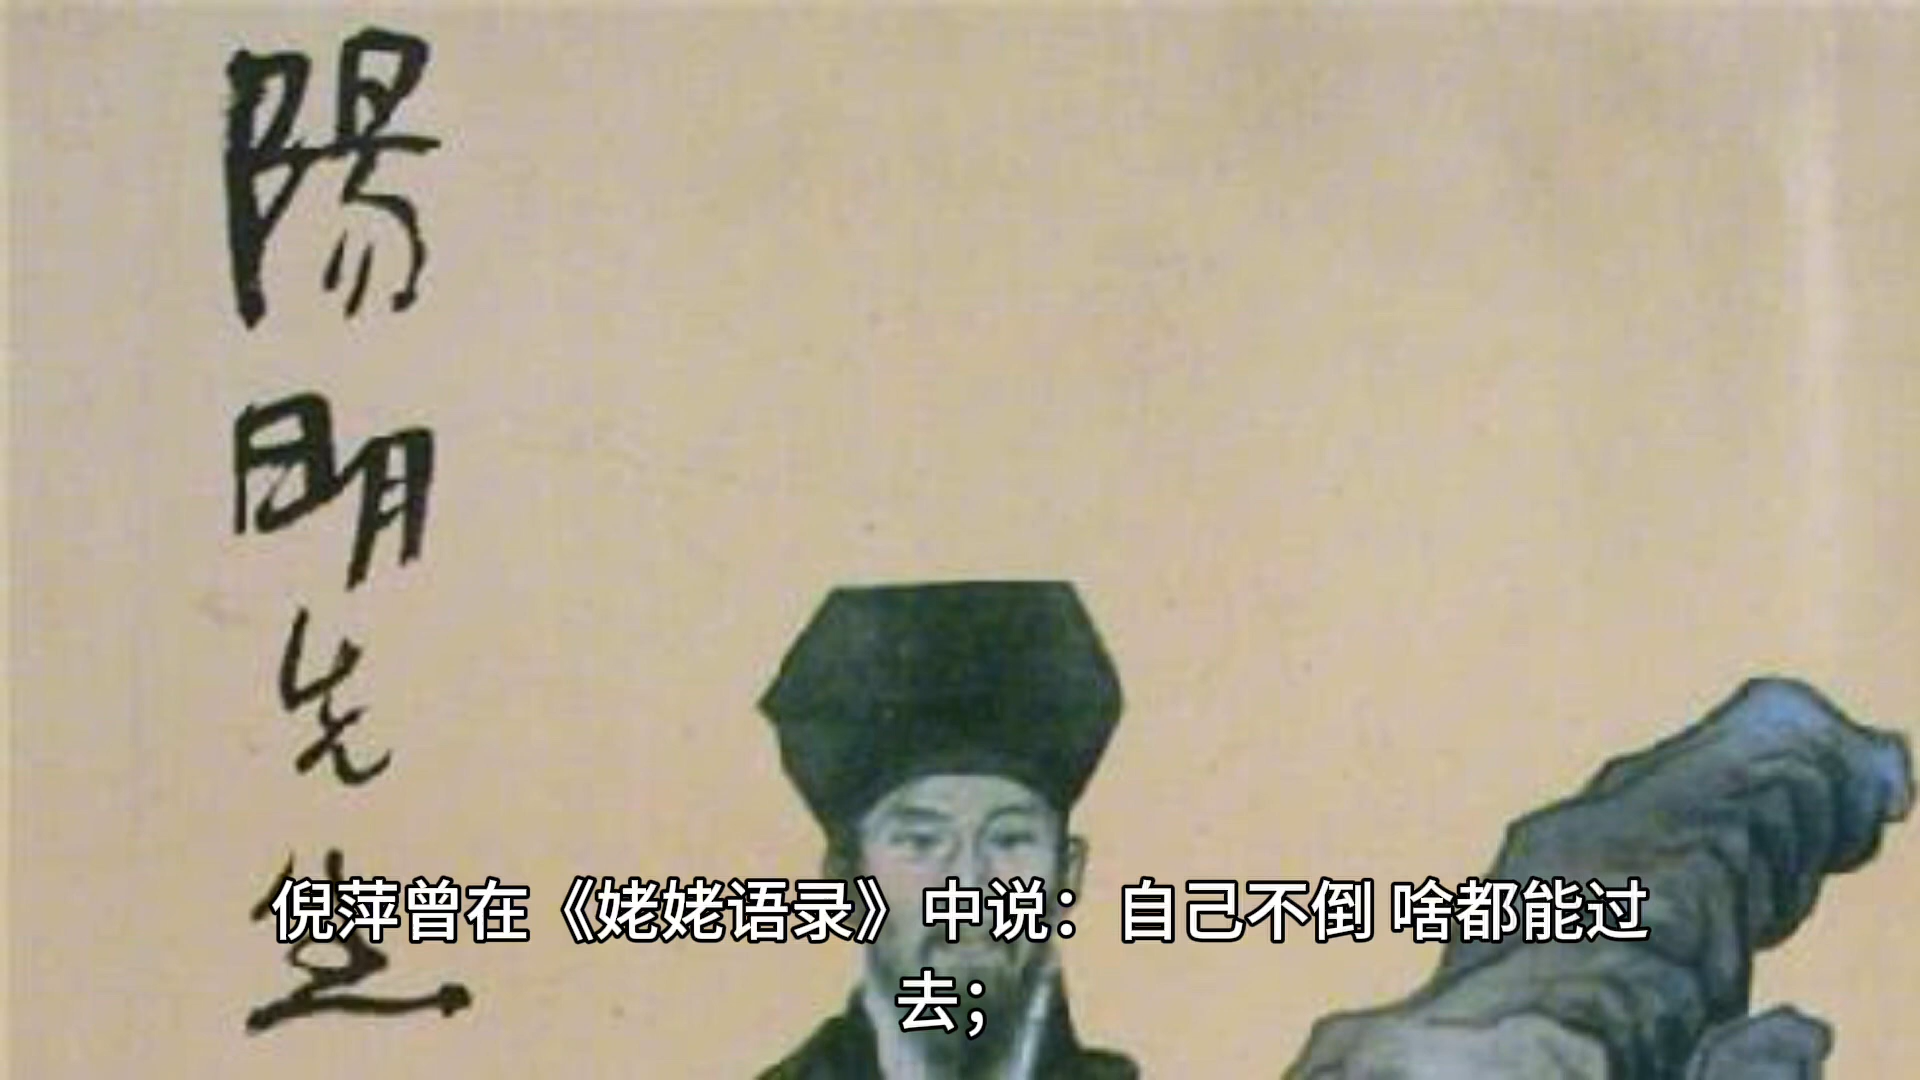 陽明先生
倪萍曾在《姥姥语录》中说：自己不倒 啥都能过
去；